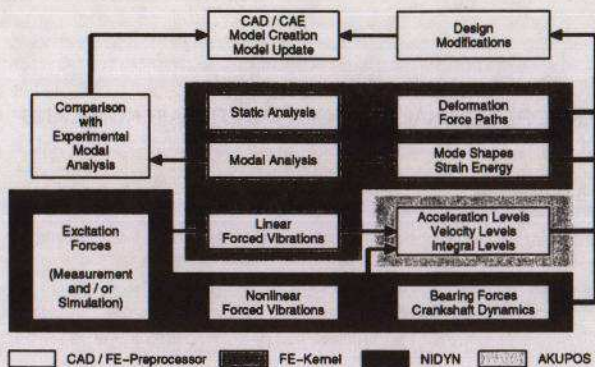 CAD / CAE
Model Creation
Model Update
Design
Modifications
Comparison
with
Experimental
Modal
Analysis
Static Analysis
Deformation
Force Paths
Modal Analysis
Mode Shapes
Strain Energy
Excitation
Forces
(Measurement
and / or
Simulation)
Linear
Forced Vibrations
Acceleration Levels
Velocity Levels
Integral Levels
Nonlinear
Forced Vibrations
Bearing Forces
Crankshaft Dynamics
CAD / FE-Preprocessor
FE-Kernel
NIDYN
AKUPOS